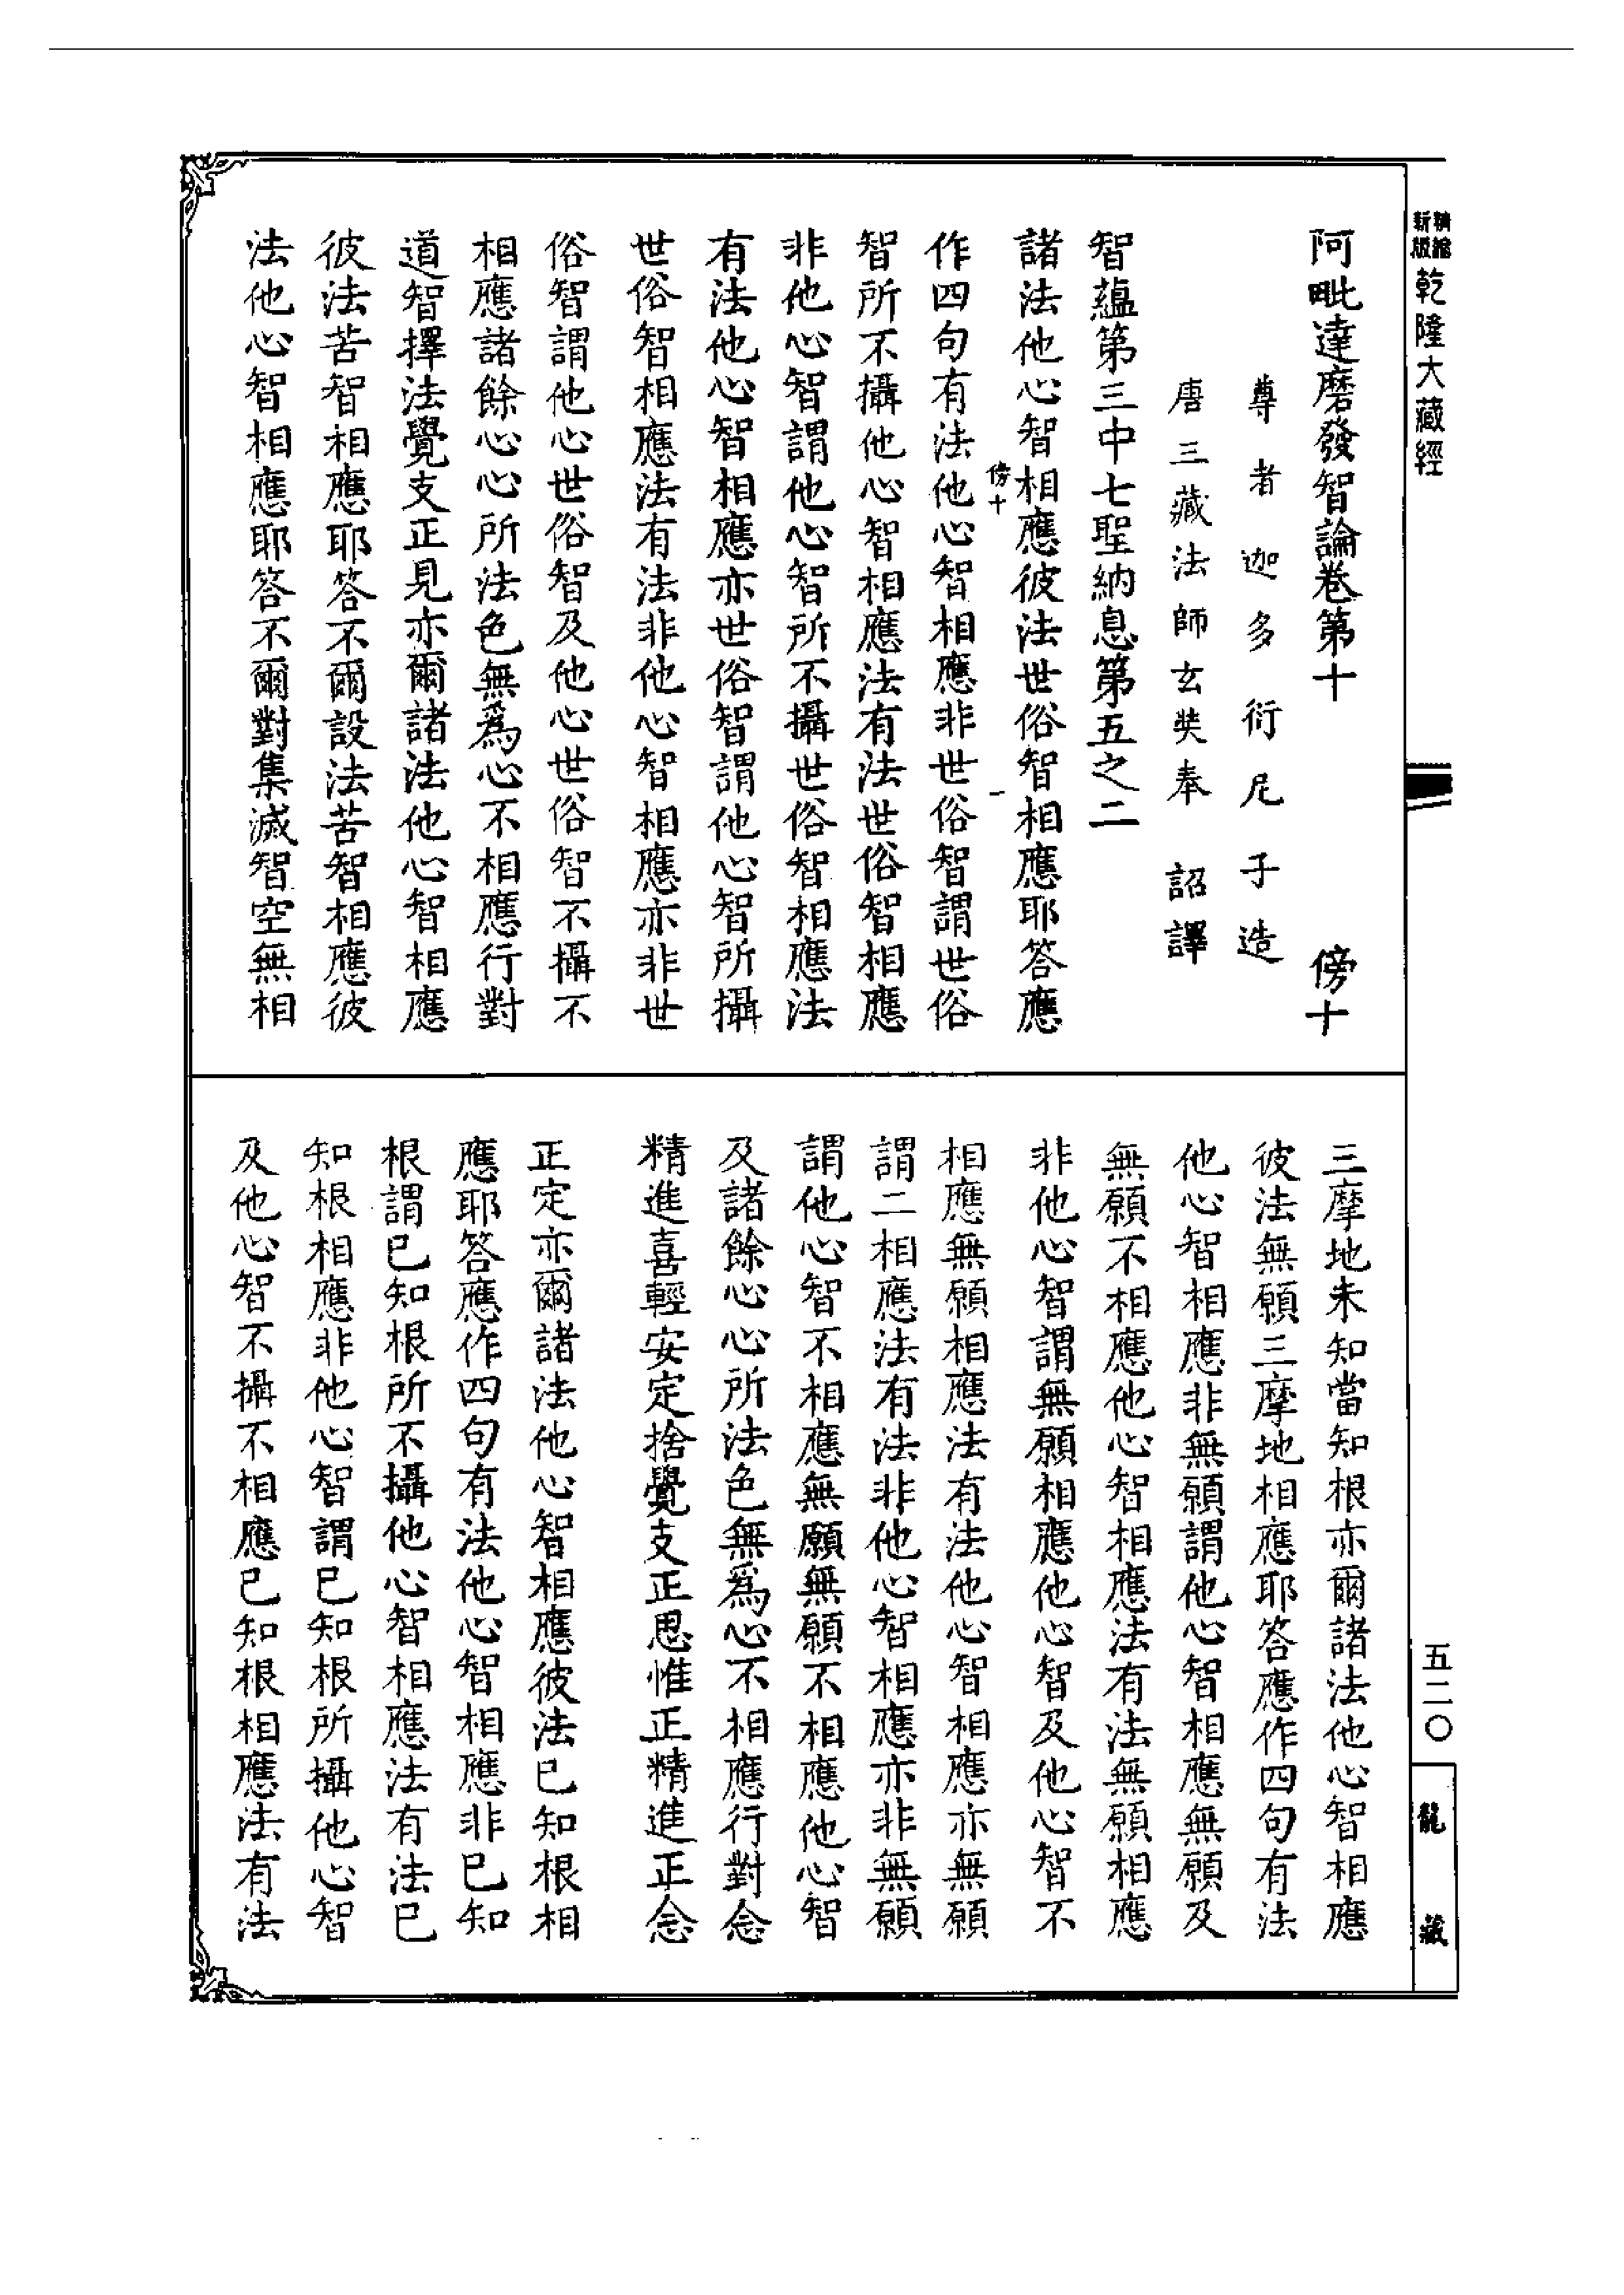 新版精縮
乾隆大藏經
五二〇
龍藏
阿毗達磨發智論卷第十 傍十
尊者迦多衍尼子造
唐三藏法師玄奘奉 詔譯
智蘊第三中七聖納息第五之二
諸法他心智相應彼法世俗智相應耶答應
傍十 一
作四句有法他心智相應非世俗智謂世俗
智所不攝他心智相應法有法世俗智相應
非他心智謂他心智所不攝世俗智相應法
有法他心智相應亦世俗智謂他心智所攝
世俗智相應法有法非他心智相應亦非世
俗智謂他心世俗智及他心世俗智不攝不
相應諸餘心心所法色無爲心不相應行對
道智擇法覺支正見亦爾諸法他心智相應
彼法苦智相應耶答不爾設法苦智相應彼
法他心智相應耶答不爾對集滅智空無相
三摩地未知當知根亦爾諸法他心智相應
彼法無願三摩地相應耶答應作四句有法
他心智相應非無願謂他心智相應無願及
無願不相應他心智相應法有法無願相應
非他心智謂無願相應他心智及他心智不
相應無願相應法有法他心智相應亦無願
謂二相應法有法非他心智相應亦非無願
謂他心智不相應無願無願不相應他心智
及諸餘心心所法色無爲心不相應行對念
精進喜輕安定捨覺支正思惟正精進正念
正定亦爾諸法他心智相應彼法已知根相
應耶答應作四句有法他心智相應非已知
根謂已知根所不攝他心智相應法有法已
知根相應非他心智謂已知根所攝他心智
及他心智不攝不相應已知根相應法有法